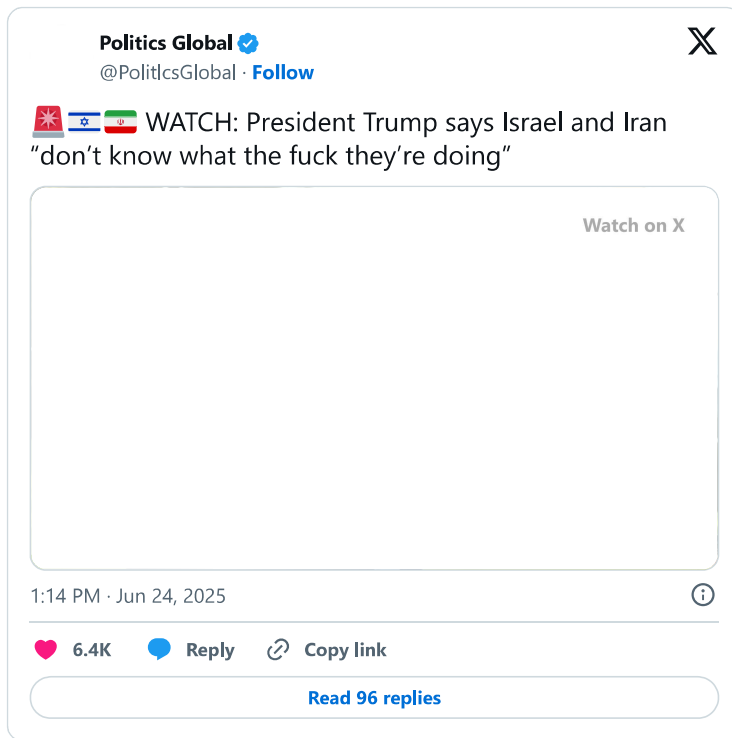 Politics Global
@PolitlcsGlobal · Follow
🚨🇮🇱🇮🇷 WATCH: President Trump says Israel and Iran
“don’t know what the fuck they’re doing”
Watch on X
1:14 PM · Jun 24, 2025
6.4K Reply Copy link
Read 96 replies